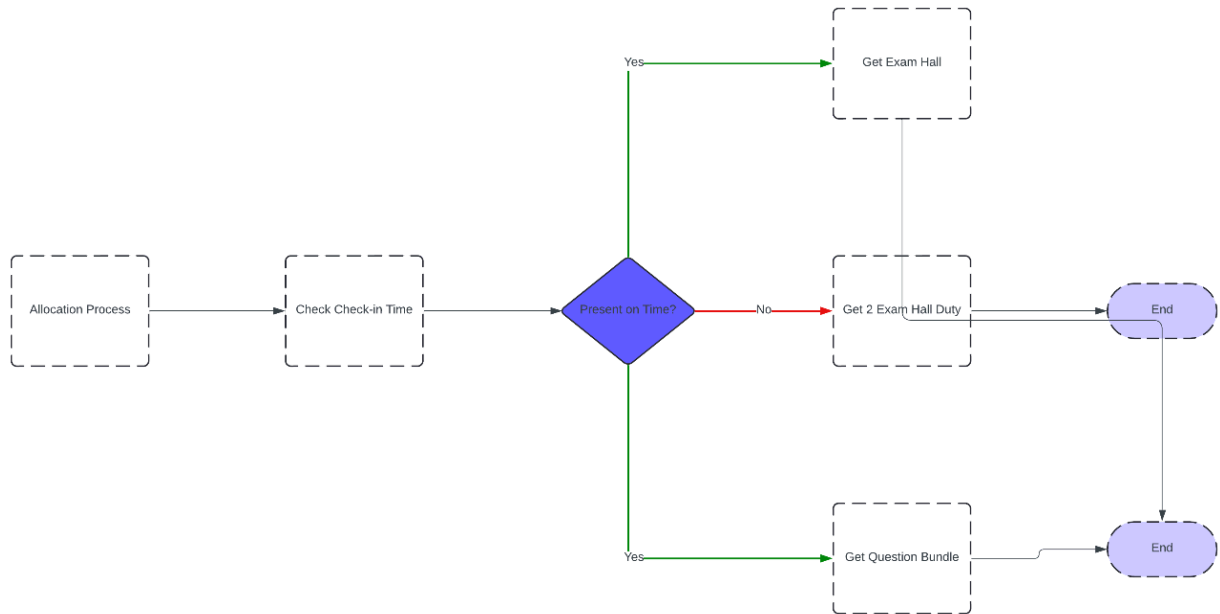 Yes
Get Exam Hall
Allocation Process
Check Check-in Time
Present on Time?
No
Get 2 Exam Hall Duty
End
Yes
Get Question Bundle
End